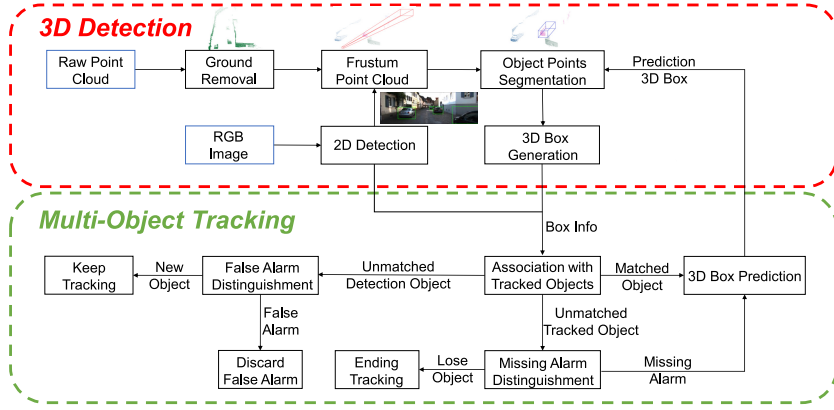 3D Detection
Raw Point
Cloud
Ground
Removal
Frustum
Point Cloud
Object Points
Segmentation
Prediction
3D Box
RGB
Image
2D Detection
3D Box
Generation
Multi-Object Tracking
Box Info
Keep
Tracking
New
Object
False Alarm
Distinguishment
Unmatched
Detection Object
Association with
Tracked Objects
Matched
Object
3D Box Prediction
False
Alarm
Unmatched
Tracked Object
Discard
False Alarm
Ending
Tracking
Lose
Object
Missing Alarm
Distinguishment
Missing
Alarm